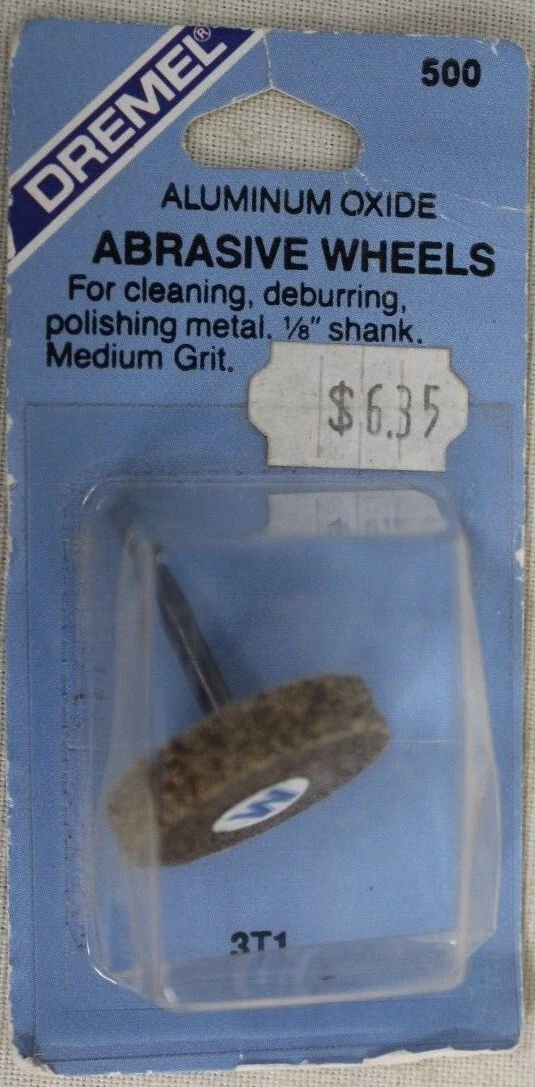 DREMEL®
500
ALUMINUM OXIDE
ABRASIVE WHEELS
For cleaning, deburring,
polishing metal. ⅛" shank.
Medium Grit.
$6.35
W
3T1